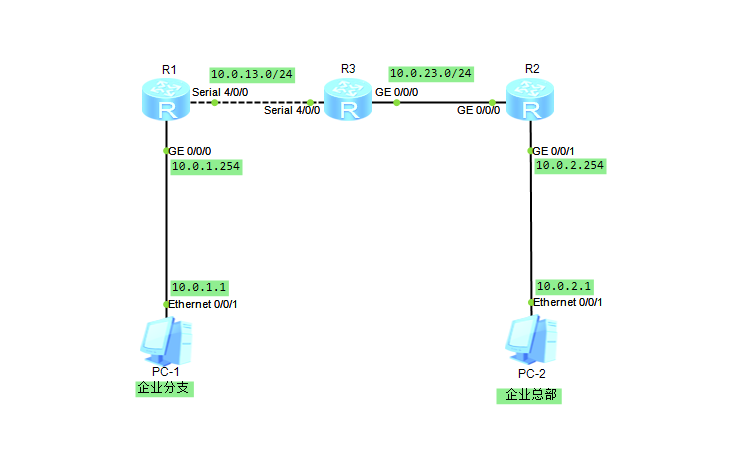 R1
10.0.13.0/24
R3
10.0.23.0/24
R2
Serial 4/0/0
Serial 4/0/0
GE 0/0/0
GE 0/0/0
R
R
R
GE 0/0/0
10.0.1.254
GE 0/0/1
10.0.2.254
10.0.1.1
Ethernet 0/0/1
10.0.2.1
Ethernet 0/0/1
PC-1
企业分支
PC-2
企业总部